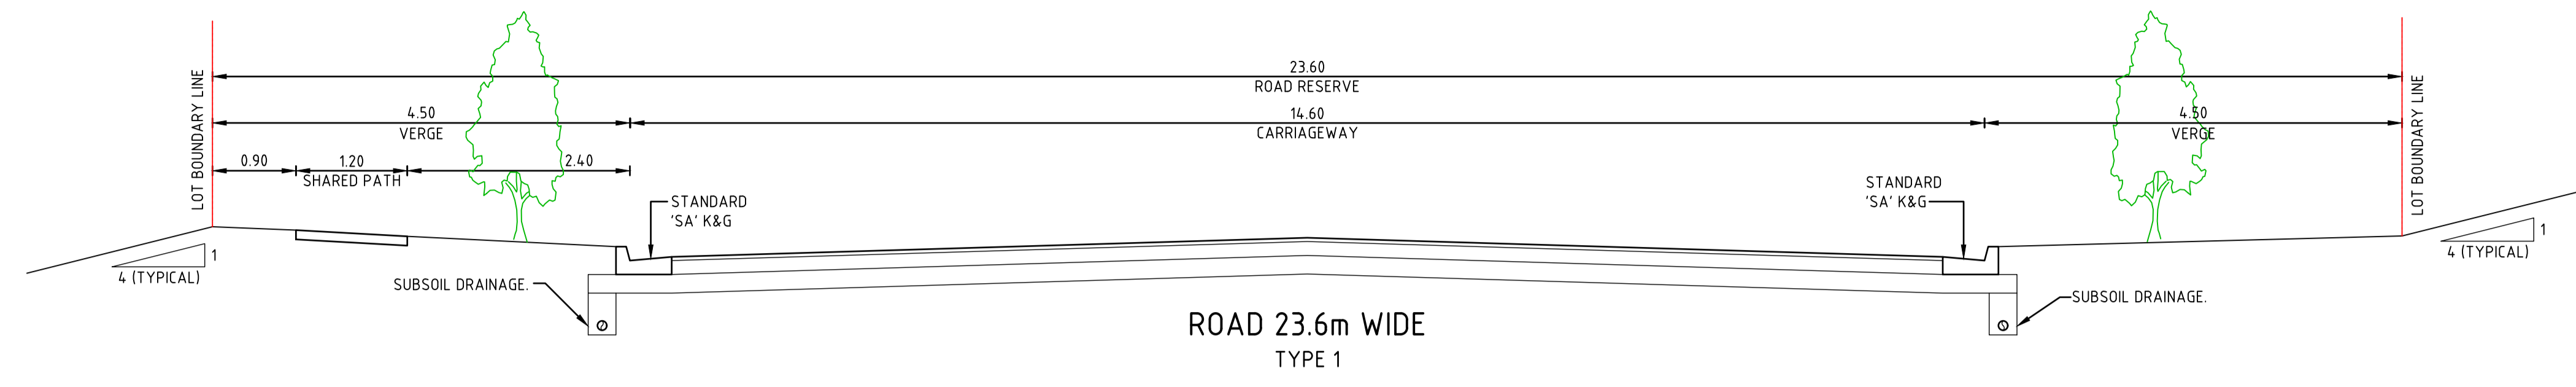 23.60
ROAD RESERVE
4.50
VERGE
14.60
CARRIAGEWAY
4.50
VERGE
0.90
1.20
SHARED PATH
2.40
LOT BOUNDARY LINE
LOT BOUNDARY LINE
STANDARD
'SA' K&G
STANDARD
'SA' K&G
1
4 (TYPICAL)
1
4 (TYPICAL)
SUBSOIL DRAINAGE.
SUBSOIL DRAINAGE.
ROAD 23.6m WIDE
TYPE 1